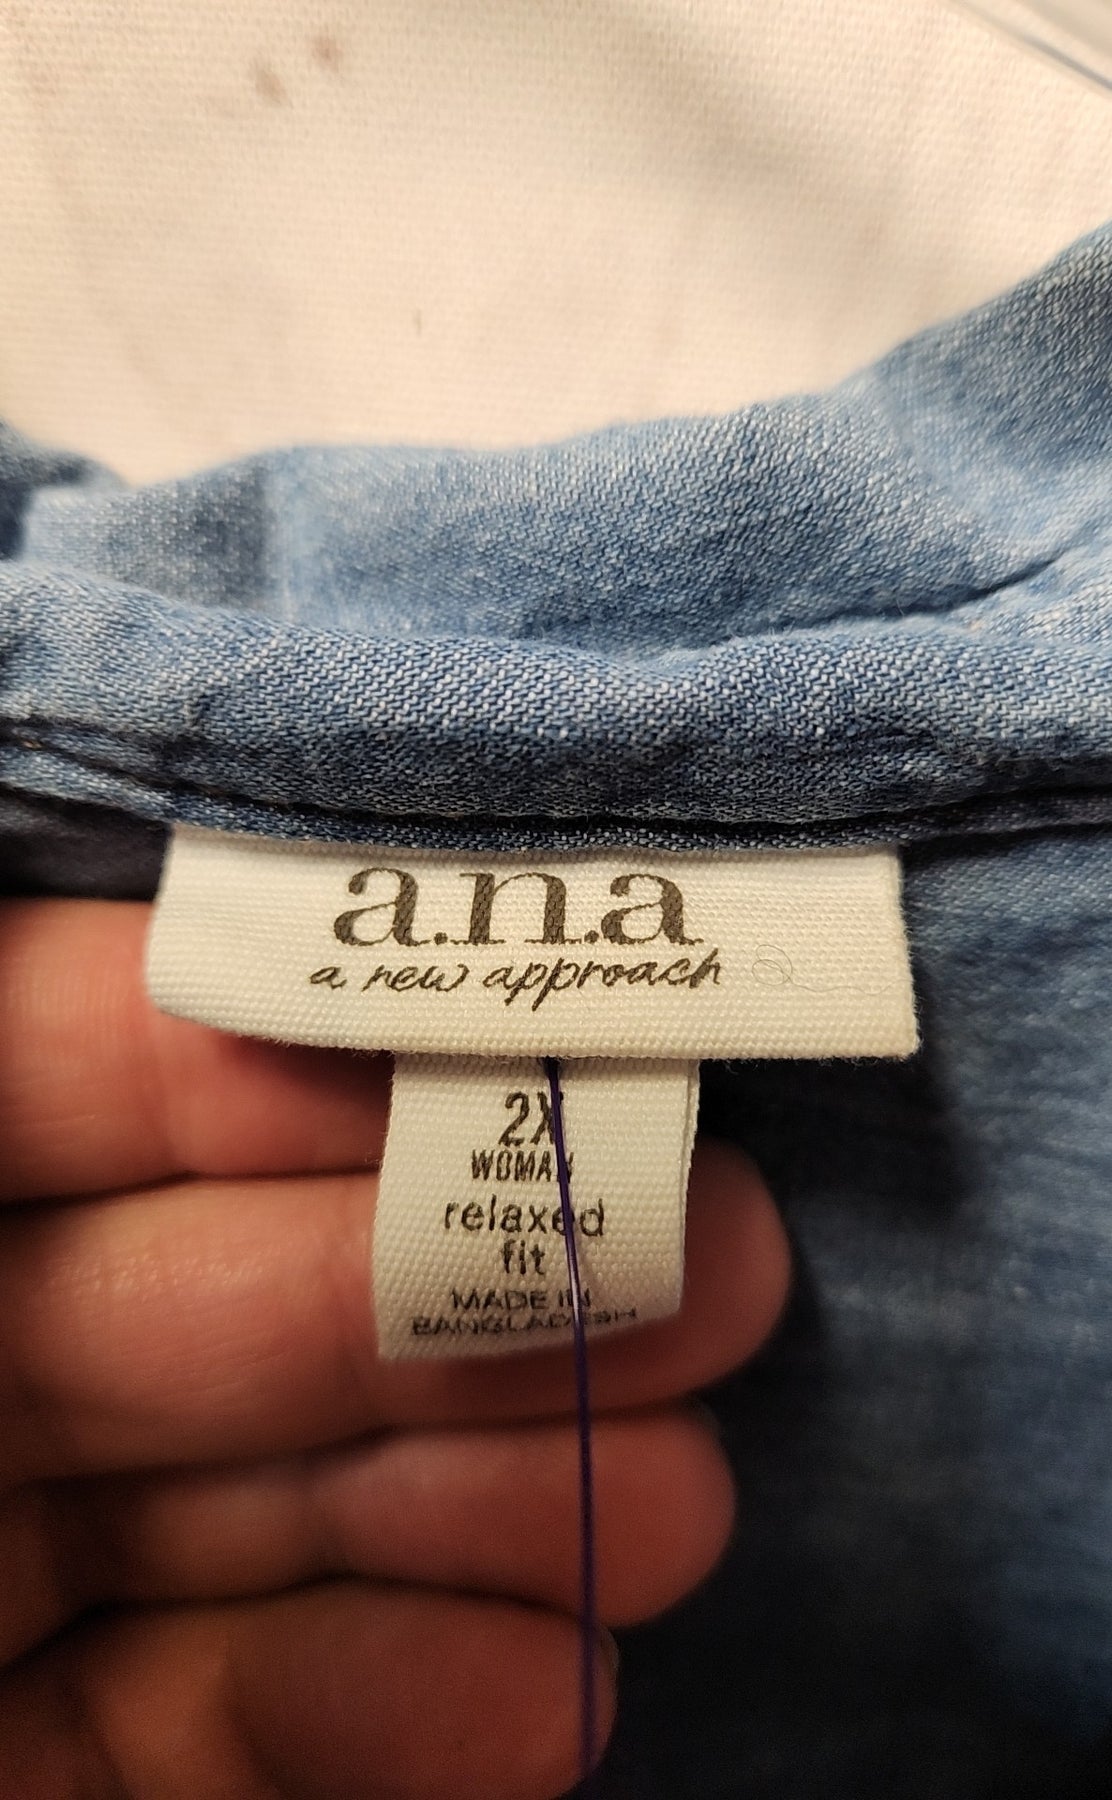 a.n.a
a new approach
2X
WOMAN
relaxed
fit
MADE IN
BANGLADESH